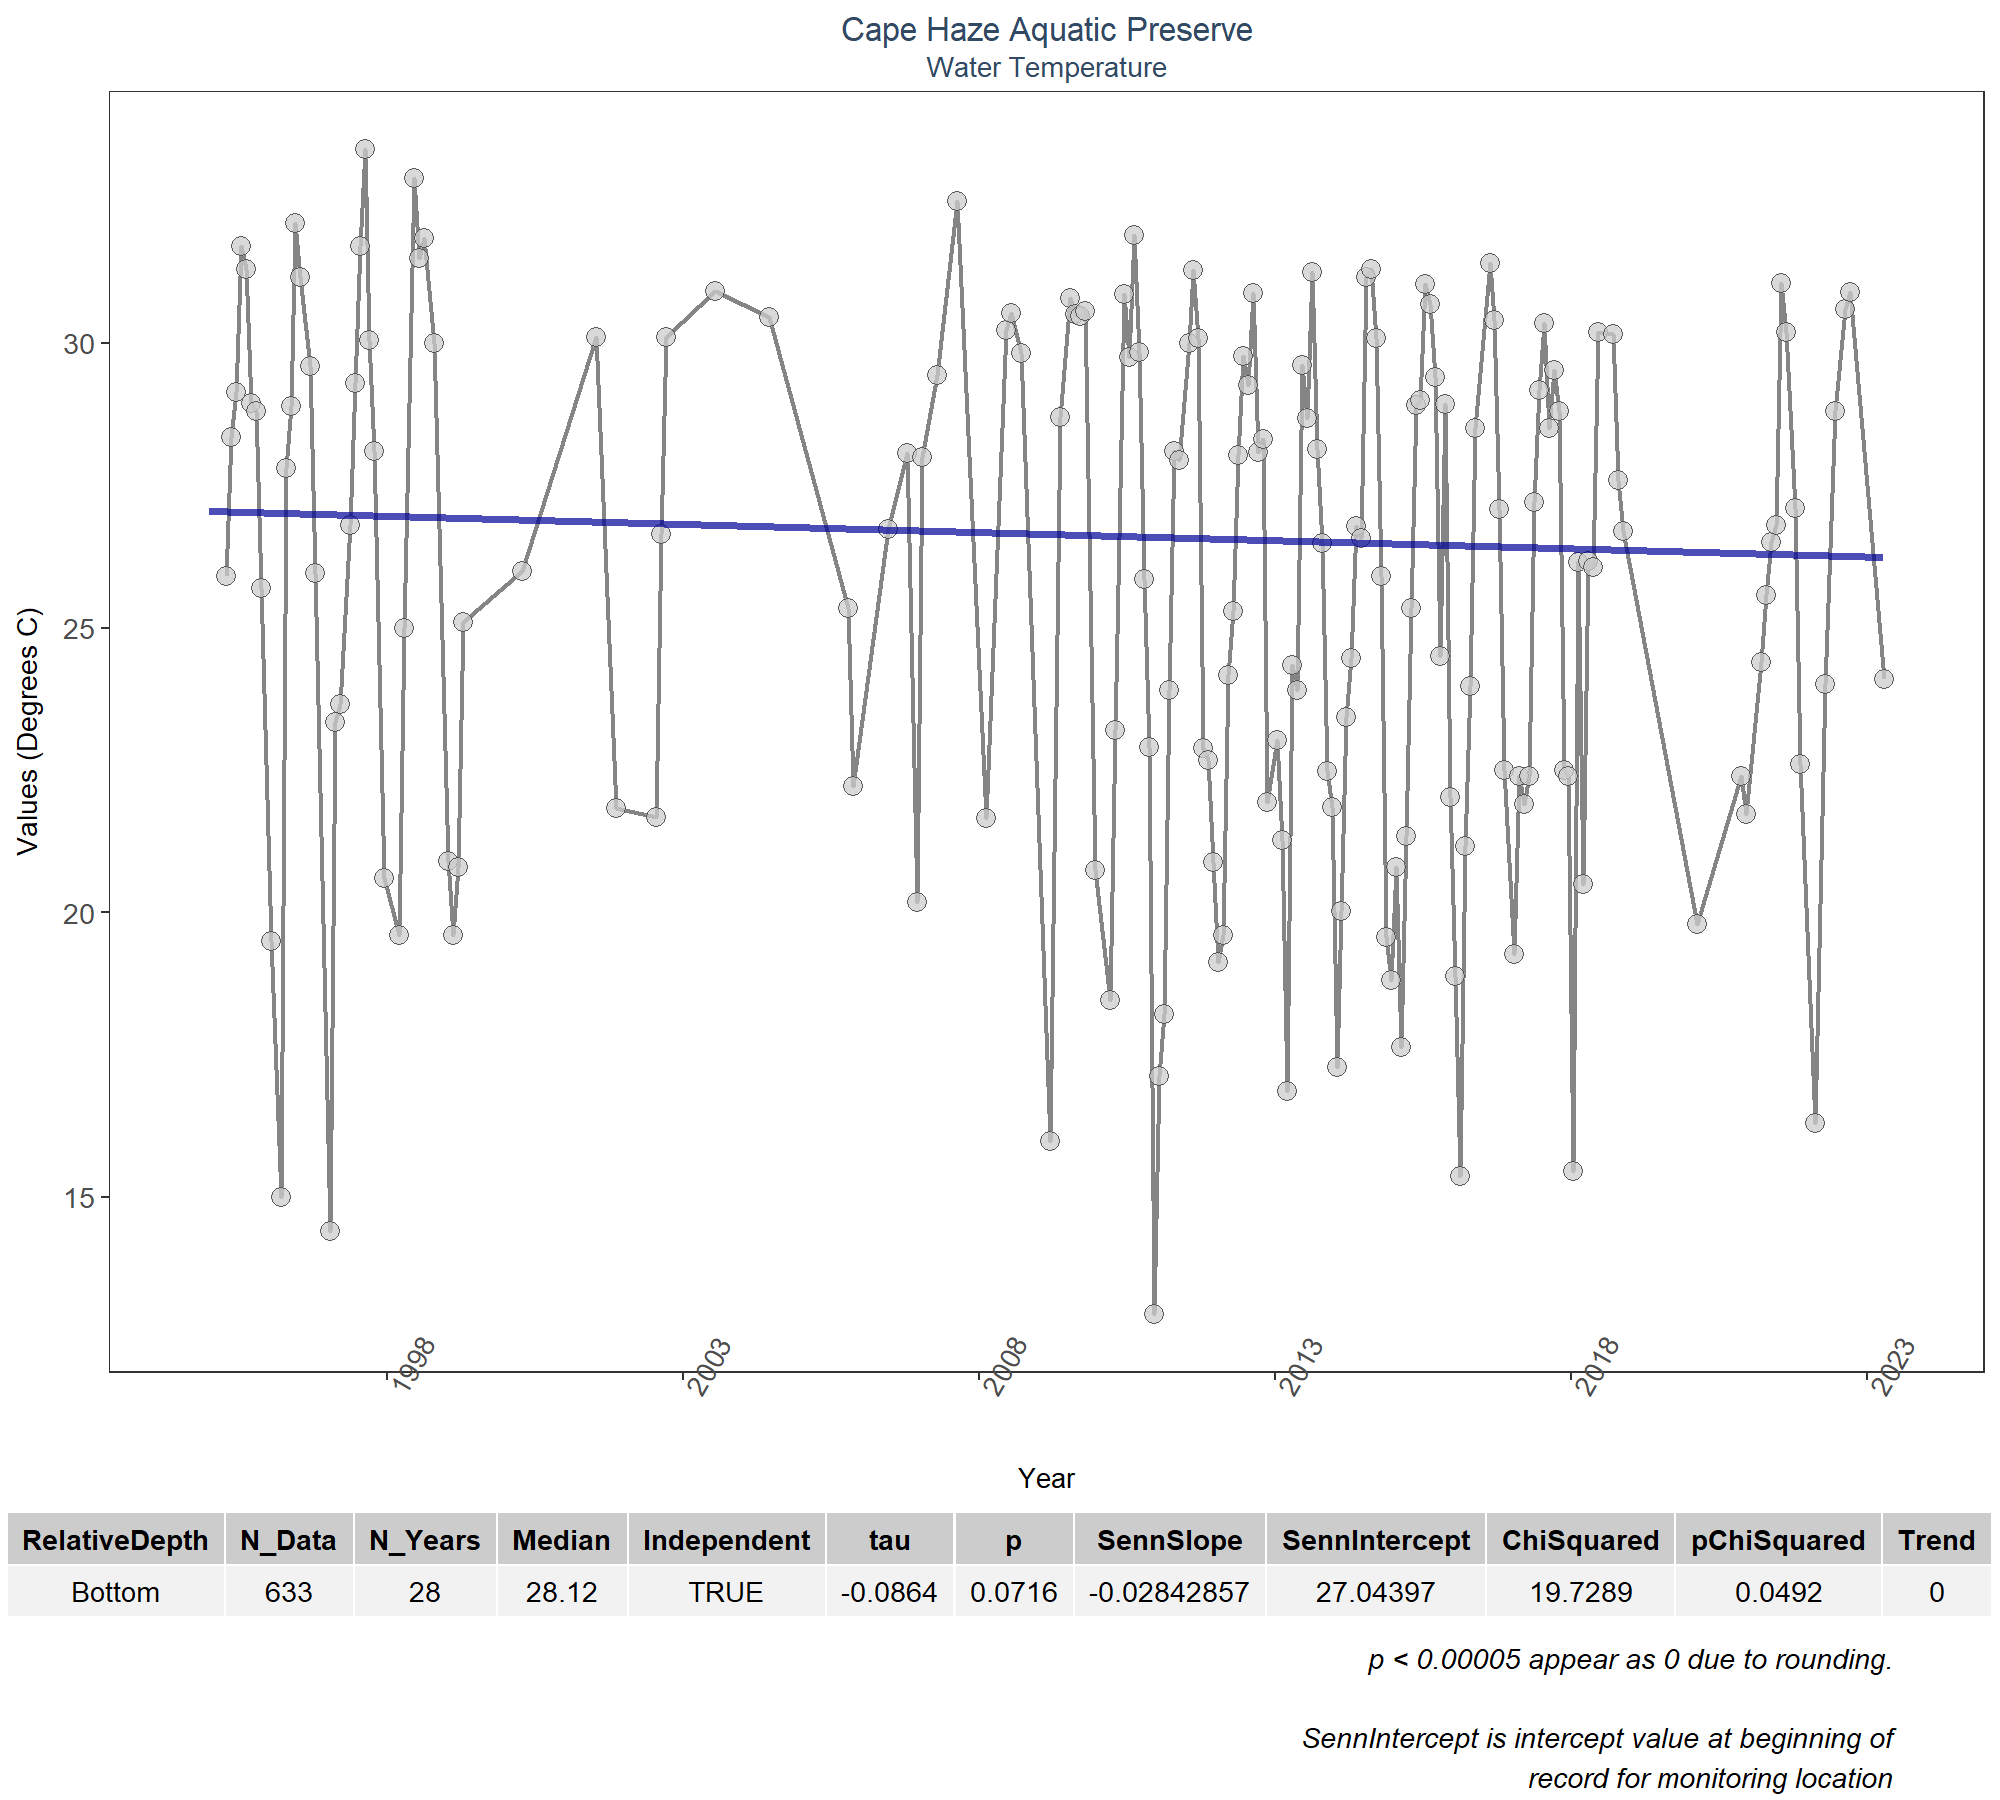 Cape Haze Aquatic Preserve
Water Temperature
Values (Degrees C)
30
25
20
15
1998 2003 2008 2013 2018 2023
Year
RelativeDepth N_Data N_Years Median Independent tau p SennSlope SennIntercept ChiSquared pChiSquared Trend
Bottom 633 28 28.12 TRUE -0.0864 0.0716 -0.02842857 27.04397 19.7289 0.0492 0
p < 0.00005 appear as 0 due to rounding.
SennIntercept is intercept value at beginning of
record for monitoring location